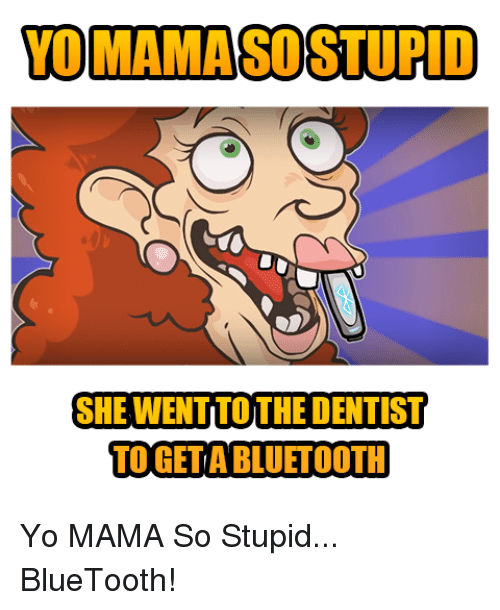 YO MAMA SO STUPID
SHE WENT TO THE DENTIST
TO GET A BLUETOOTH
Yo MAMA So Stupid...
BlueTooth!